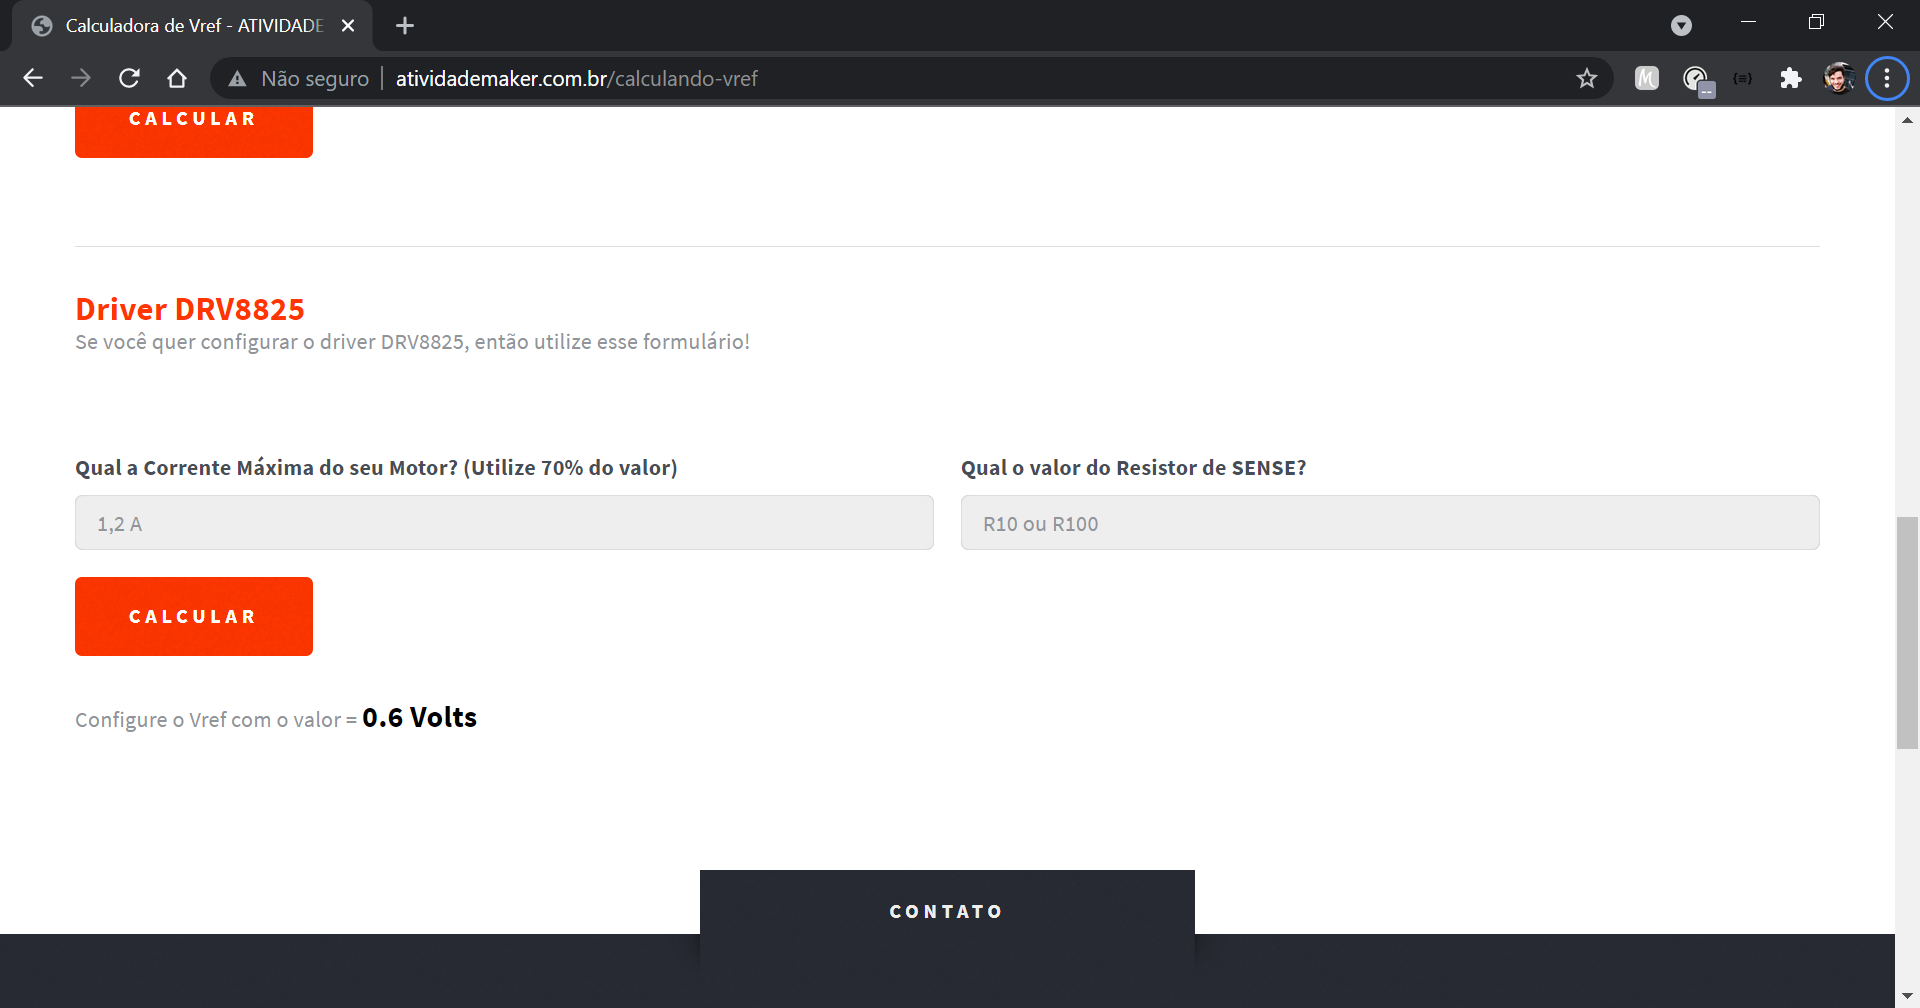 Calculadora de Vref - ATIVIDADE
Não seguro
atividademaker.com.br/calculando-vref
CALCULAR
Driver DRV8825
Se você quer configurar o driver DRV8825, então utilize esse formulário!
Qual a Corrente Máxima do seu Motor? (Utilize 70% do valor)
1,2 A
Qual o valor do Resistor de SENSE?
R10 ou R100
CALCULAR
Configure o Vref com o valor = 0.6 Volts
CONTATO